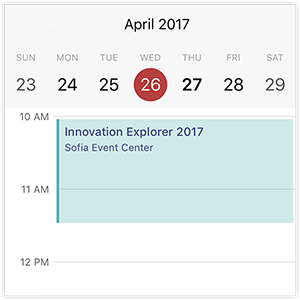 April 2017
SUN MON TUE WED THU FRI SAT
23 24 25 26 27 28 29
10 AM
Innovation Explorer 2017
Sofia Event Center
11 AM
12 PM